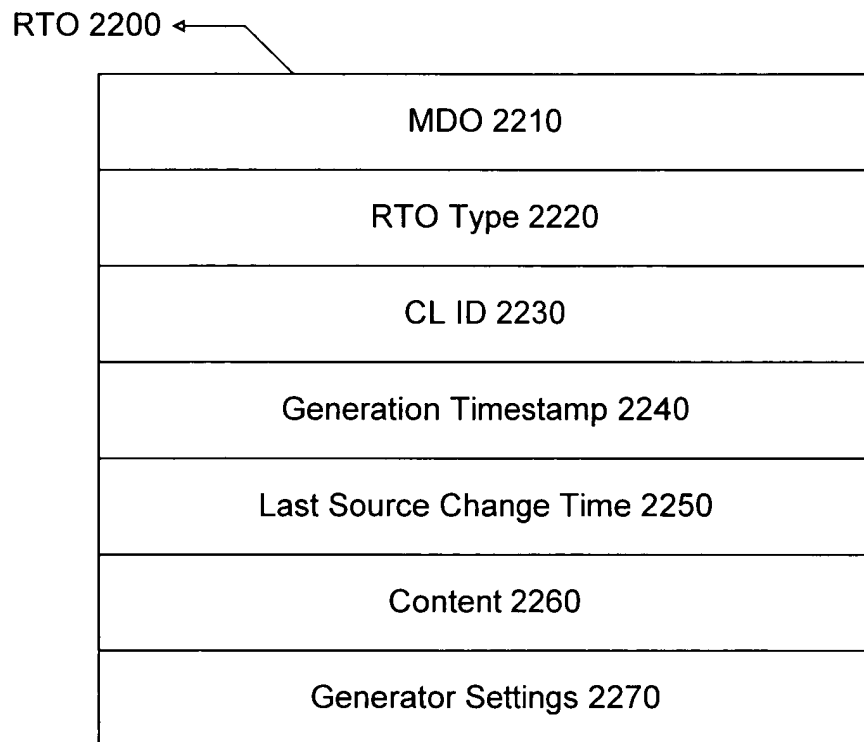 RTO 2200
MDO 2210
RTO Type 2220
CL ID 2230
Generation Timestamp 2240
Last Source Change Time 2250
Content 2260
Generator Settings 2270